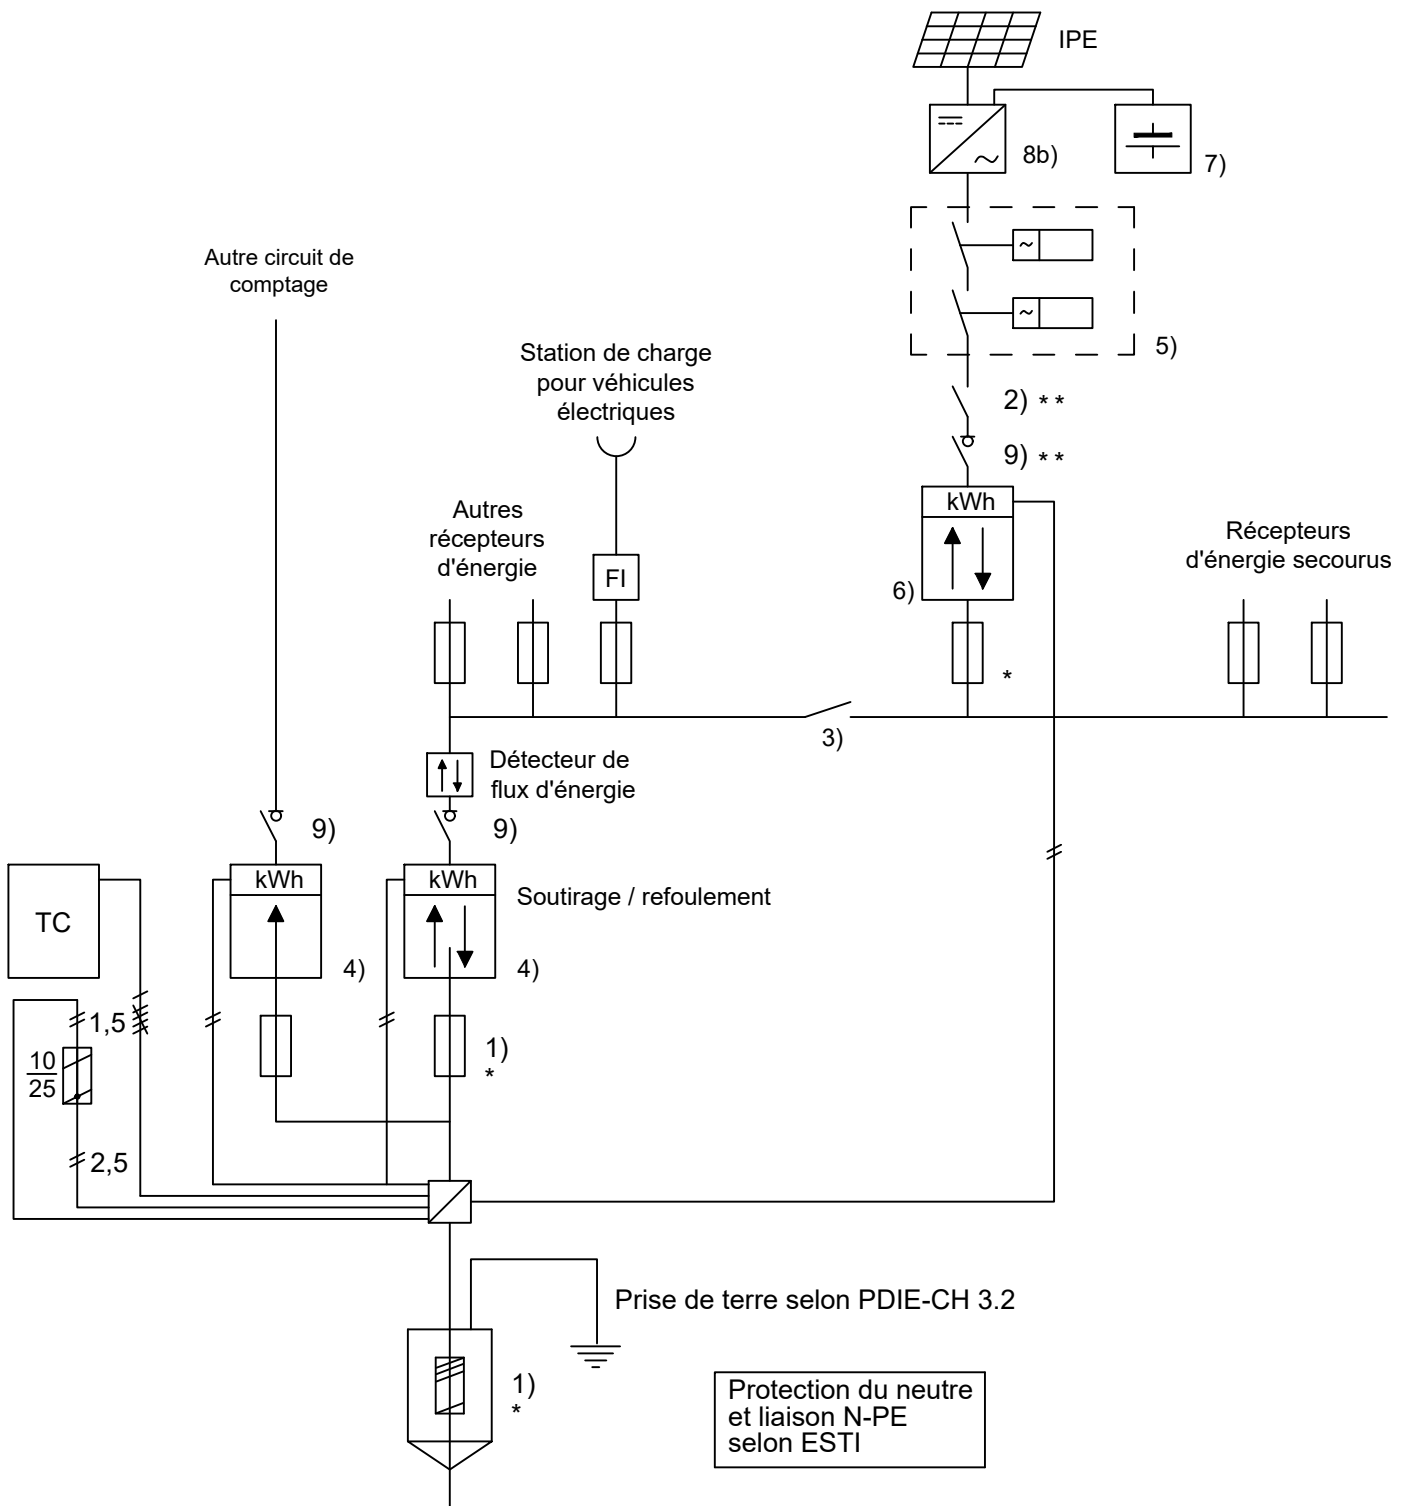 IPE
8b)
7)
~
~
5)
Autre circuit de
comptage
Station de charge
pour véhicules
électriques
2) * *
9) * *
kWh
Autres
récepteurs
d'énergie
FI
6)
Récepteurs
d'énergie secourus
*
3)
Détecteur de
flux d'énergie
9)
9)
TC
kWh
kWh
Soutirage / refoulement
4)
4)
1,5
10
25
1)
*
2,5
Prise de terre selon PDIE-CH 3.2
1)
*
Protection du neutre
et liaison N-PE
selon ESTI